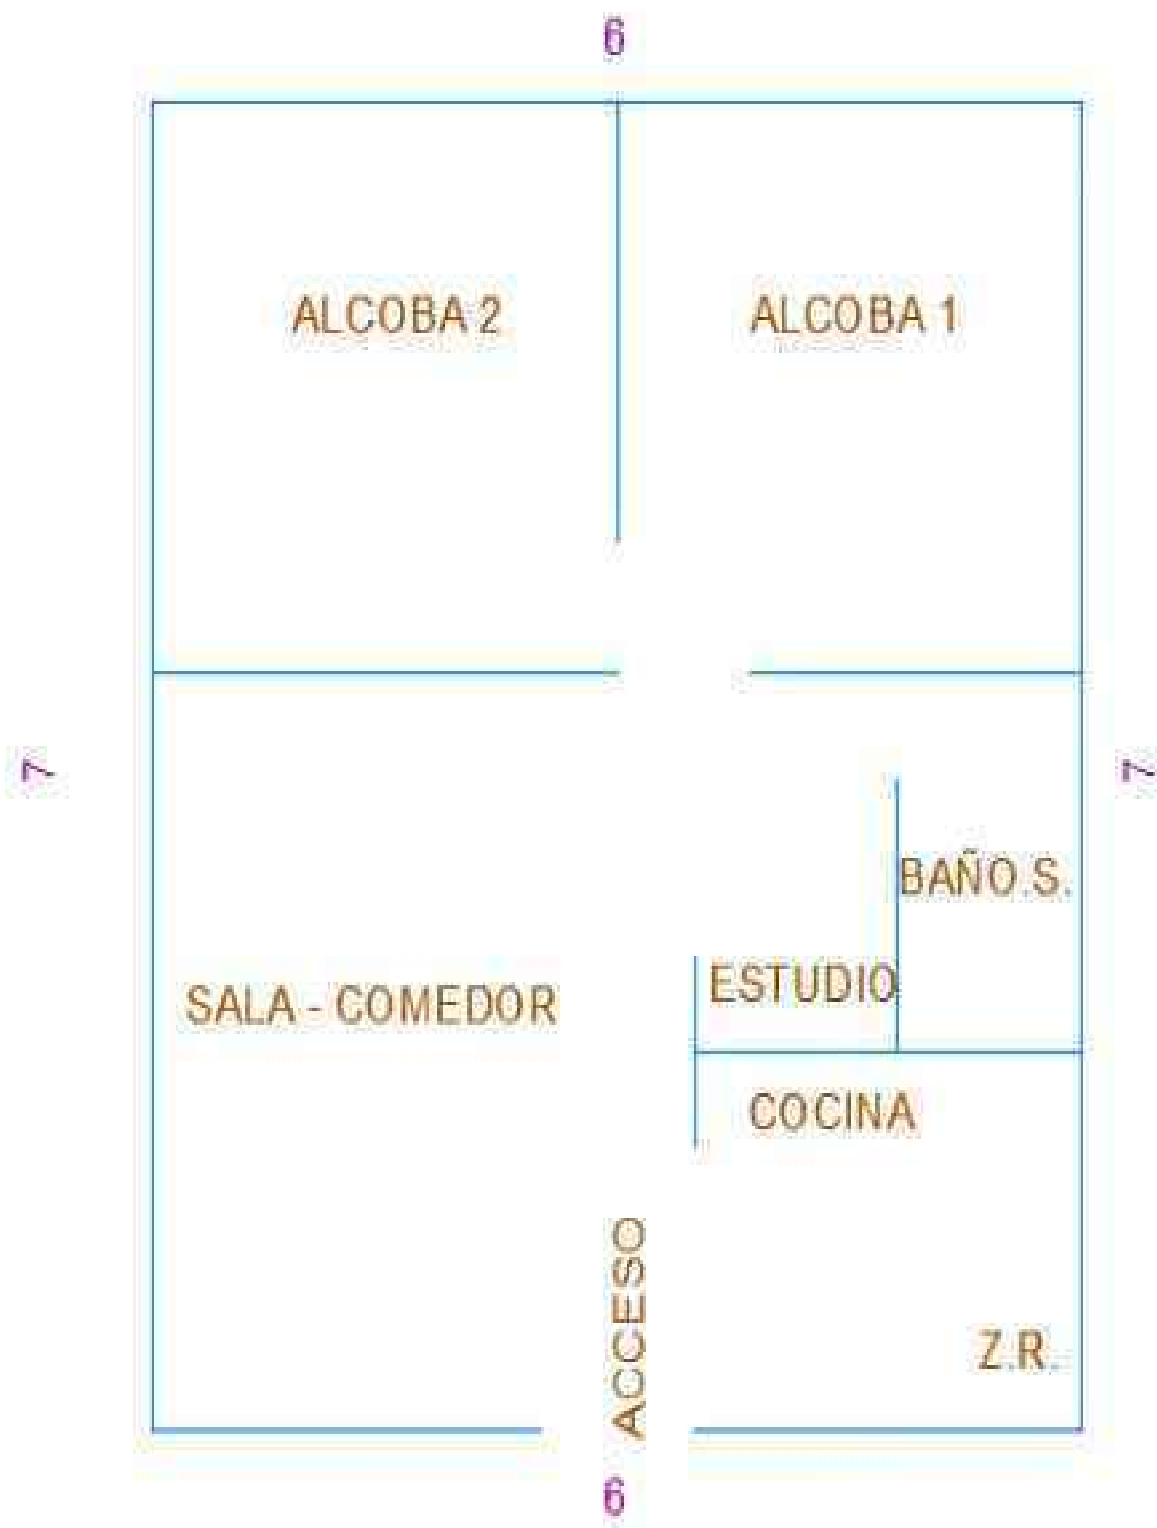 6
ALCOBA 2
ALCOBA 1
7
7
BAÑO.S.
ESTUDIO
SALA - COMEDOR
COCINA
ACCESO
Z.R.
6